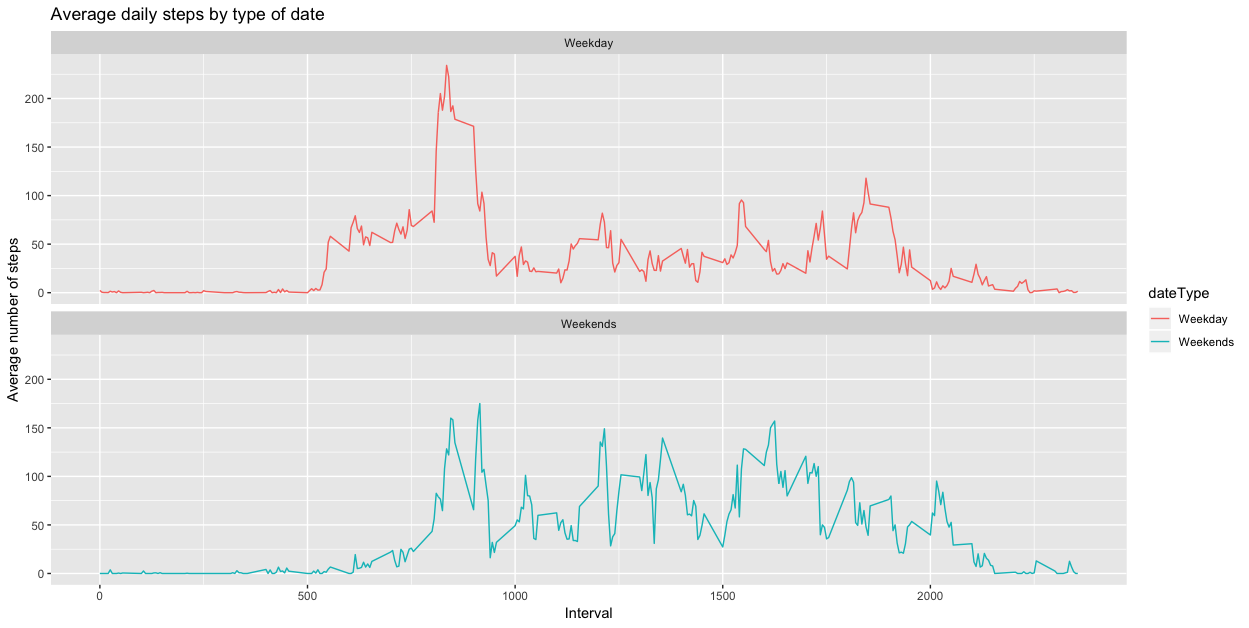 Average daily steps by type of date
Weekday
200
150
100
50
0
Weekends
200
150
100
50
0
0 500 1000 1500 2000
Interval
Average number of steps
dateType
Weekday
Weekends